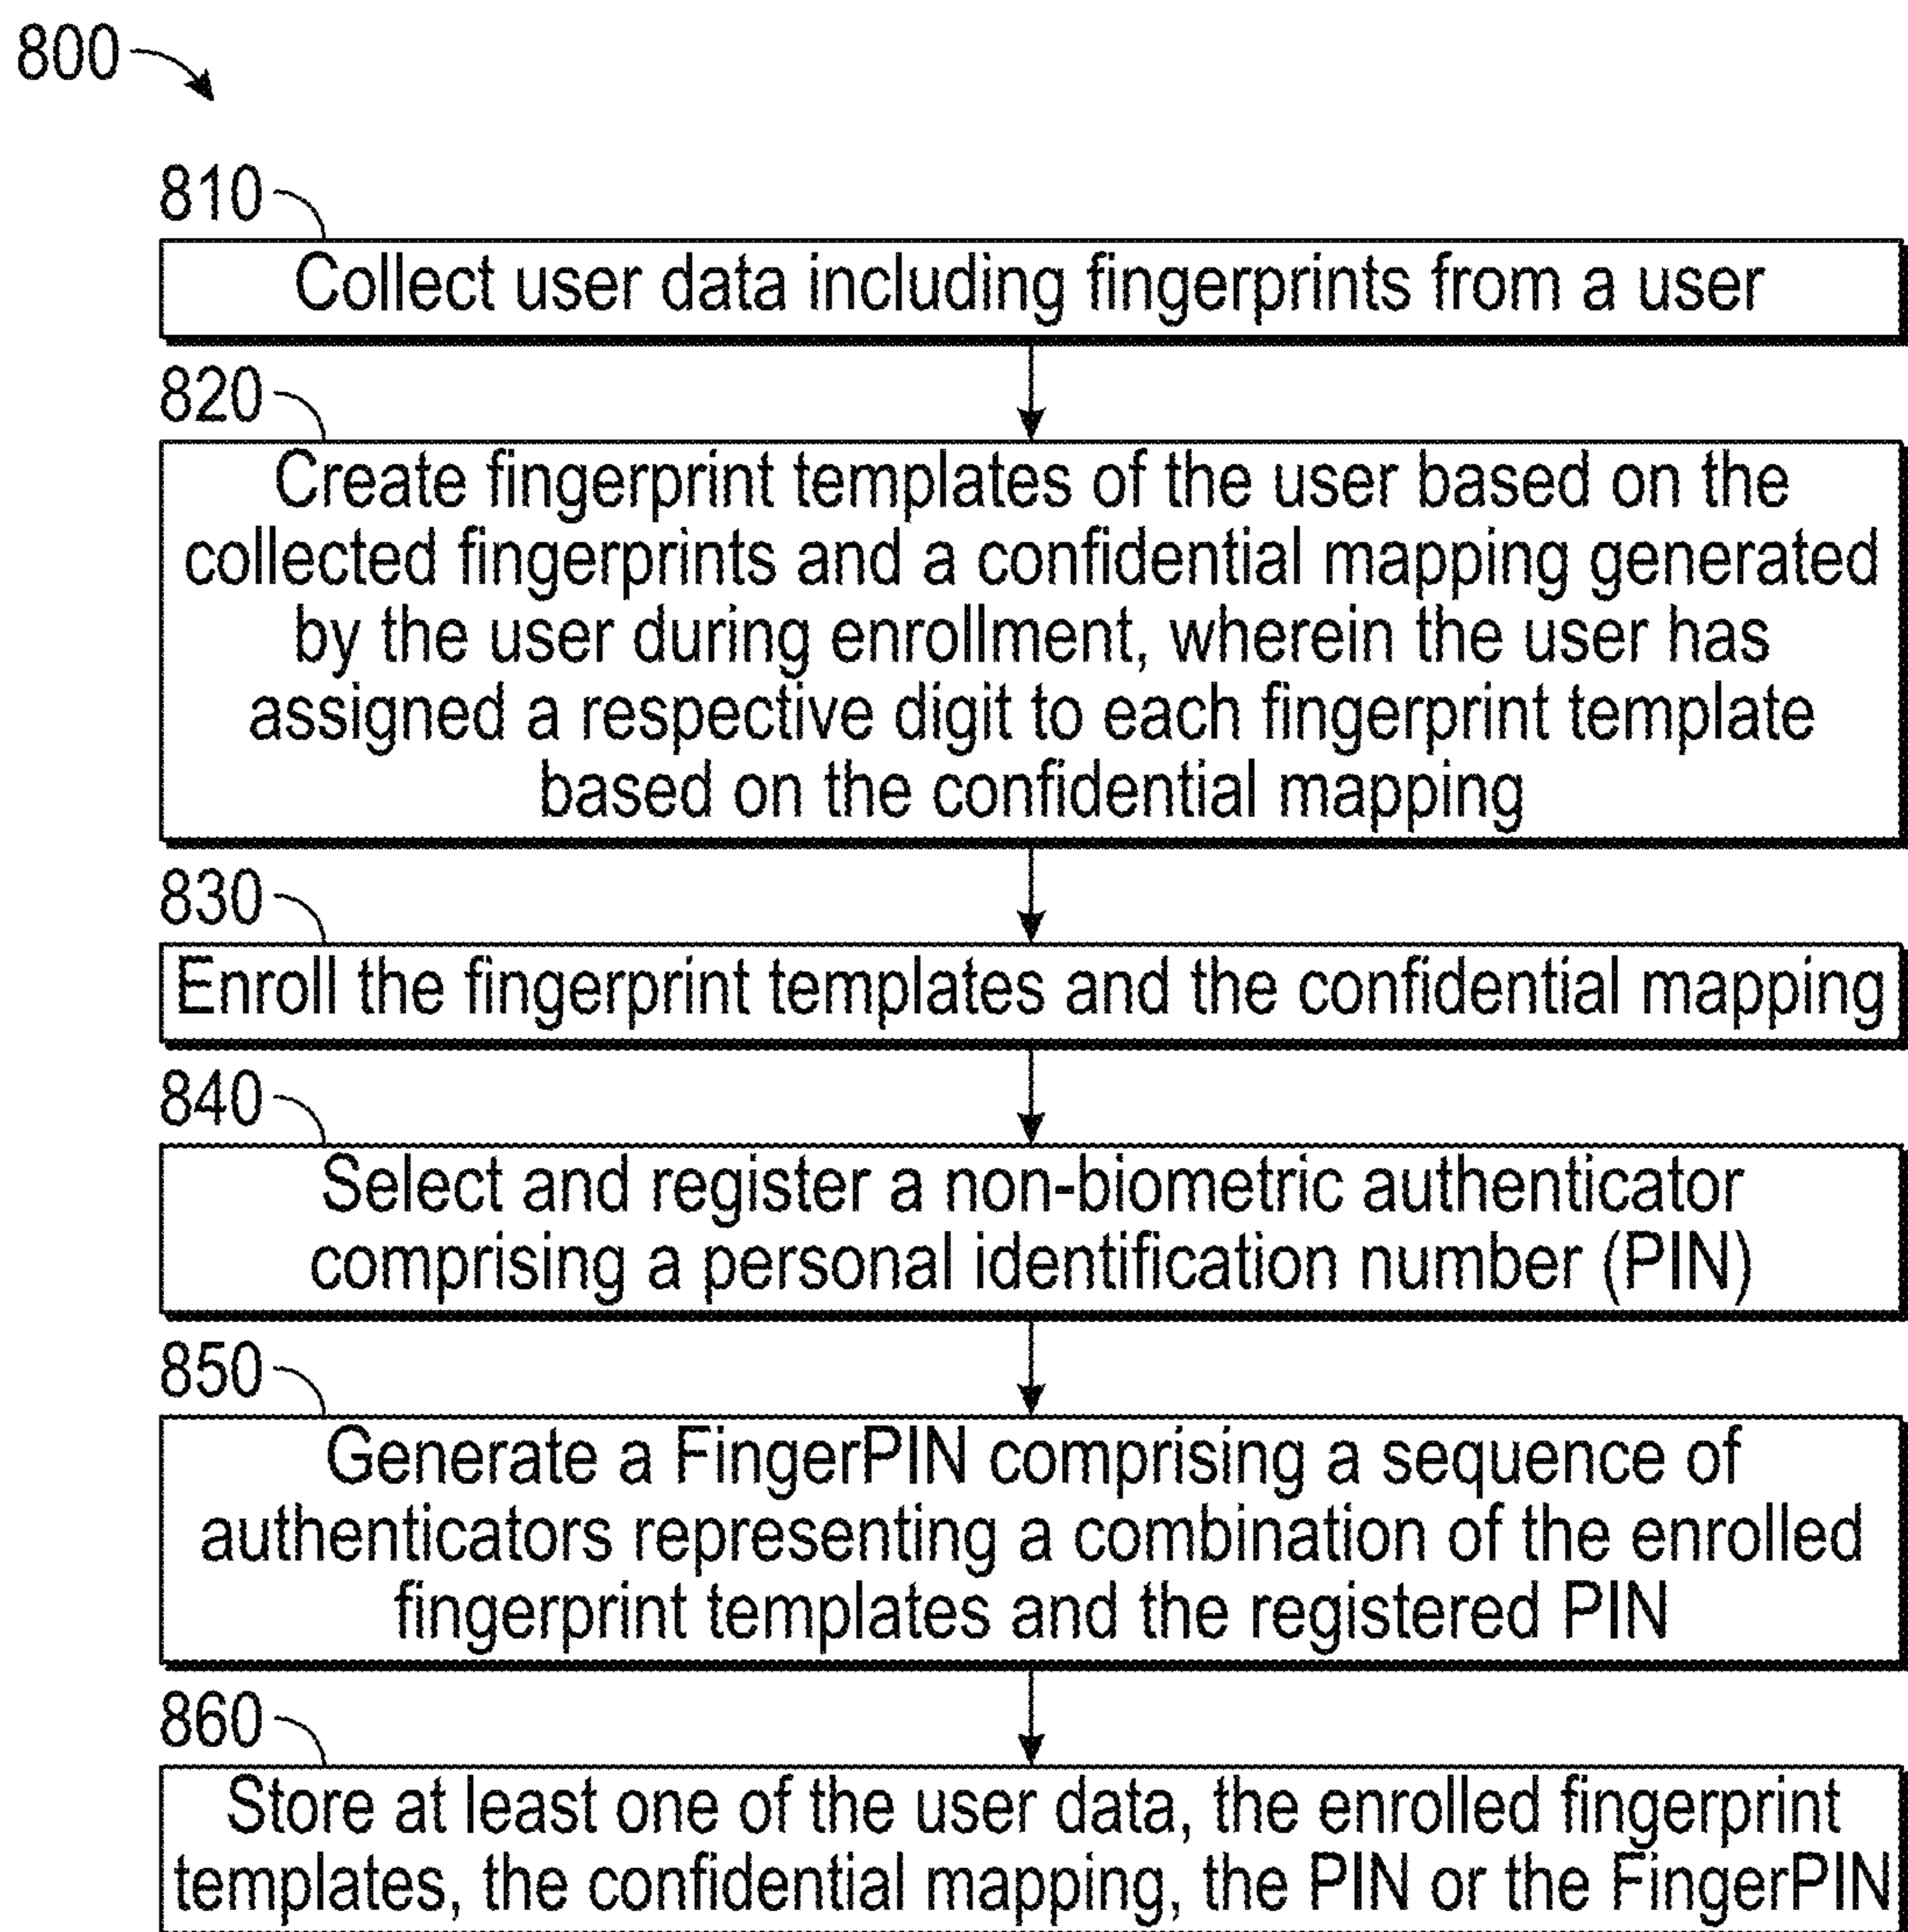 800
810
Collect user data including fingerprints from a user
820
Create fingerprint templates of the user based on the
collected fingerprints and a confidential mapping generated
by the user during enrollment, wherein the user has
assigned a respective digit to each fingerprint template
based on the confidential mapping
830
Enroll the fingerprint templates and the confidential mapping
840
Select and register a non-biometric authenticator
comprising a personal identification number (PIN)
850
Generate a FingerPIN comprising a sequence of
authenticators representing a combination of the enrolled
fingerprint templates and the registered PIN
860
Store at least one of the user data, the enrolled fingerprint
templates, the confidential mapping, the PIN or the FingerPIN